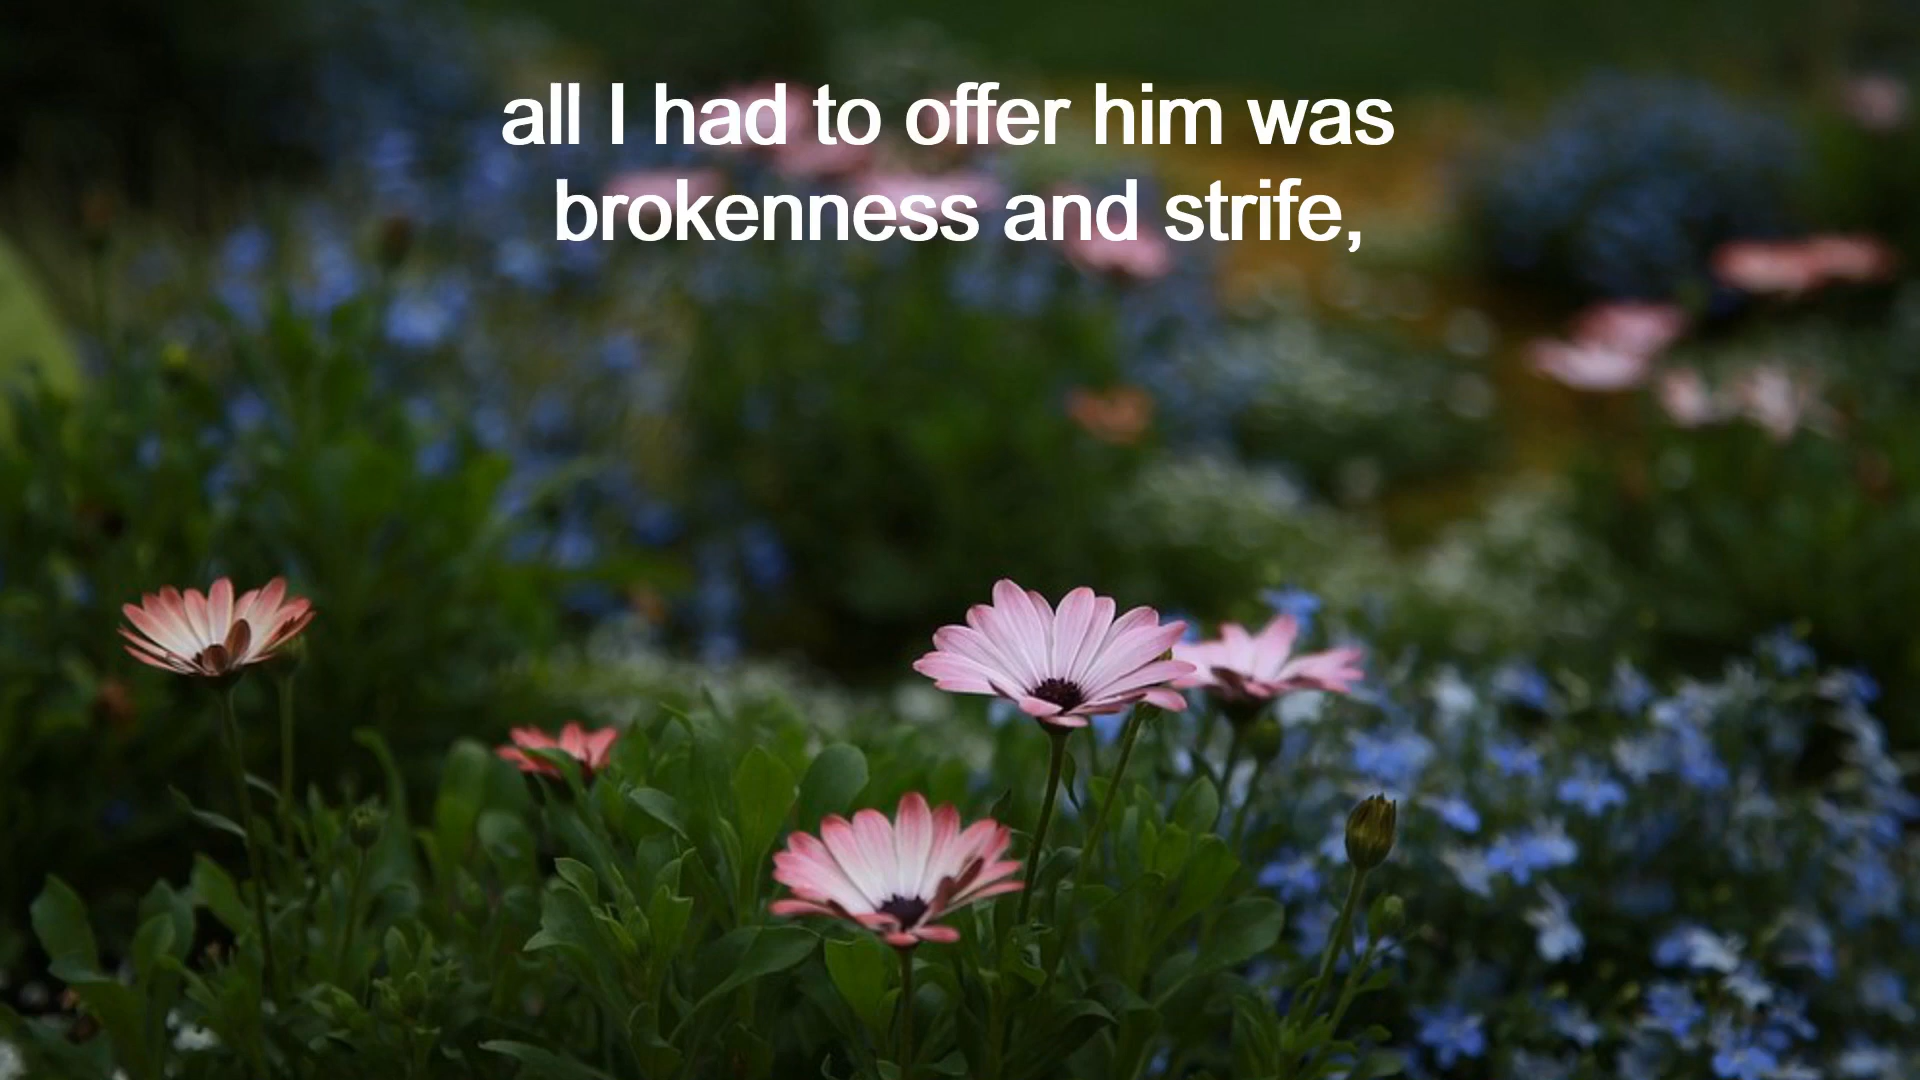 all I had to offer him was
brokenness and strife,